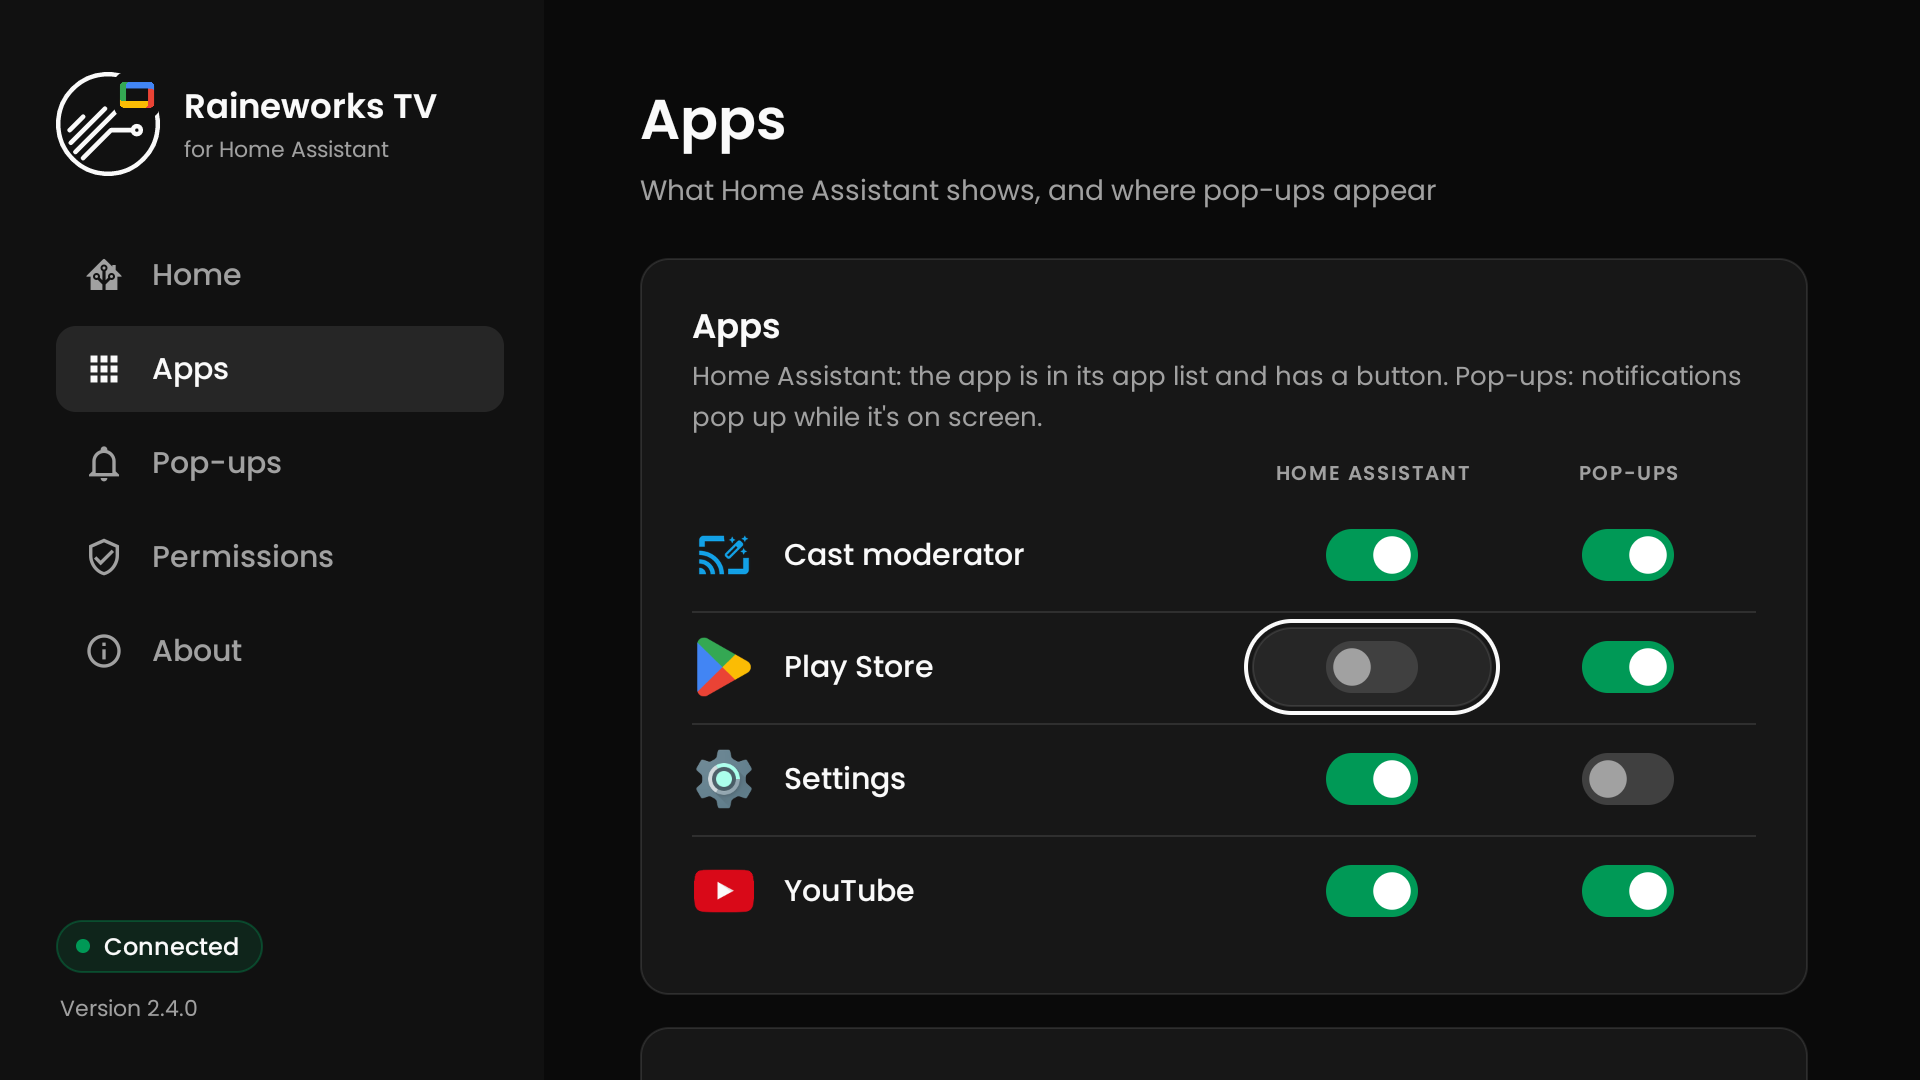 Raineworks TV
for Home Assistant
Home
Apps
Pop-ups
Permissions
About
Connected
Version 2.4.0
Apps
What Home Assistant shows, and where pop-ups appear
Apps
Home Assistant: the app is in its app list and has a button. Pop-ups: notifications
pop up while it's on screen.
HOME ASSISTANT POP-UPS
Cast moderator
Play Store
Settings
YouTube